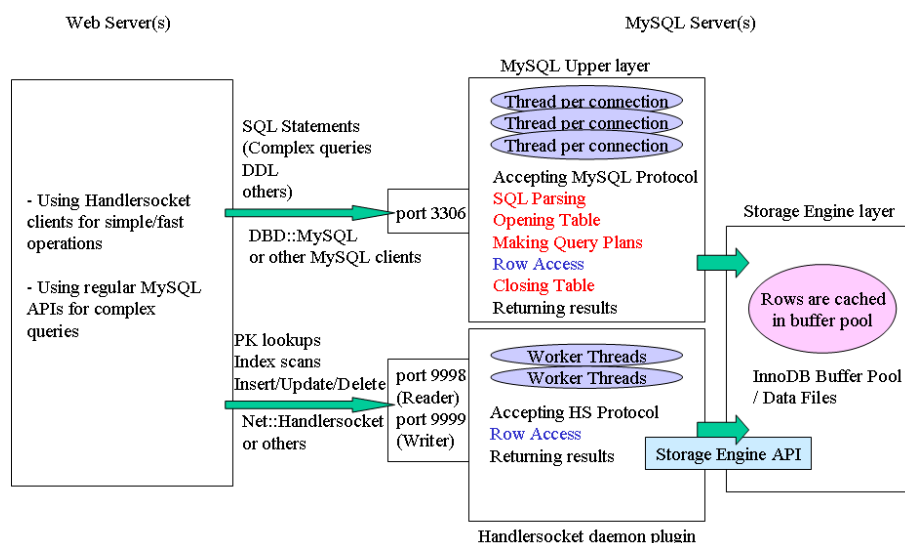 Web Server(s)
MySQL Server(s)
MySQL Upper layer
- Using Handlersocket
clients for simple/fast
operations
- Using regular MySQL
APIs for complex
queries
SQL Statements
(Complex queries
DDL
others)
DBD::MySQL
or other MySQL clients
port 3306
Thread per connection
Thread per connection
Thread per connection
Accepting MySQL Protocol
SQL Parsing
Opening Table
Making Query Plans
Row Access
Closing Table
Returning results
PK lookups
Index scans
Insert/Update/Delete
Net::Handlersocket
or others
port 9998
(Reader)
port 9999
(Writer)
Worker Threads
Worker Threads
Accepting HS Protocol
Row Access
Returning results
Handlersocket daemon plugin
Storage Engine layer
Rows are cached
in buffer pool
InnoDB Buffer Pool
/ Data Files
Storage Engine API